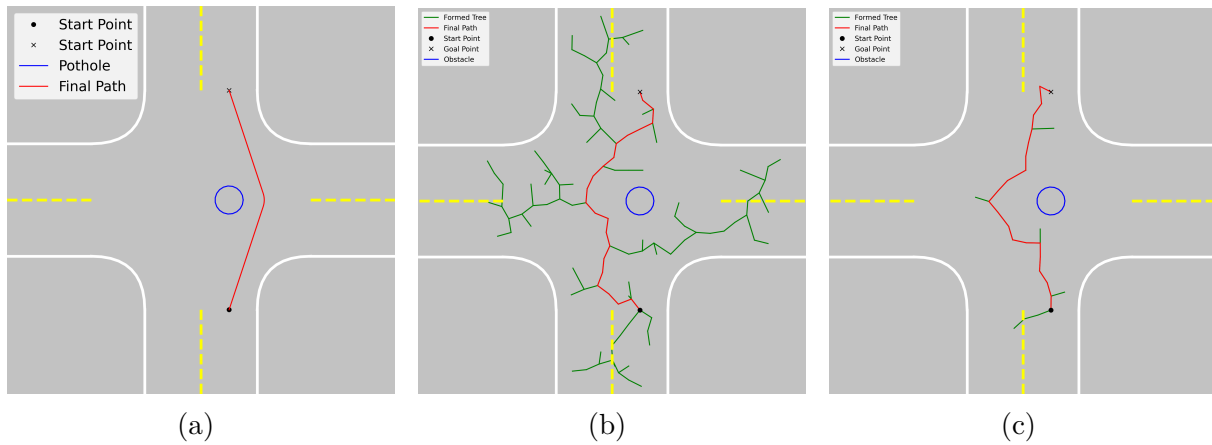 Start Point
Start Point
Pothole
Final Path
Formed Tree
Final Path
Start Point
Goal Point
Obstacle
Formed Tree
Final Path
Start Point
Goal Point
Obstacle
(a)
(b)
(c)